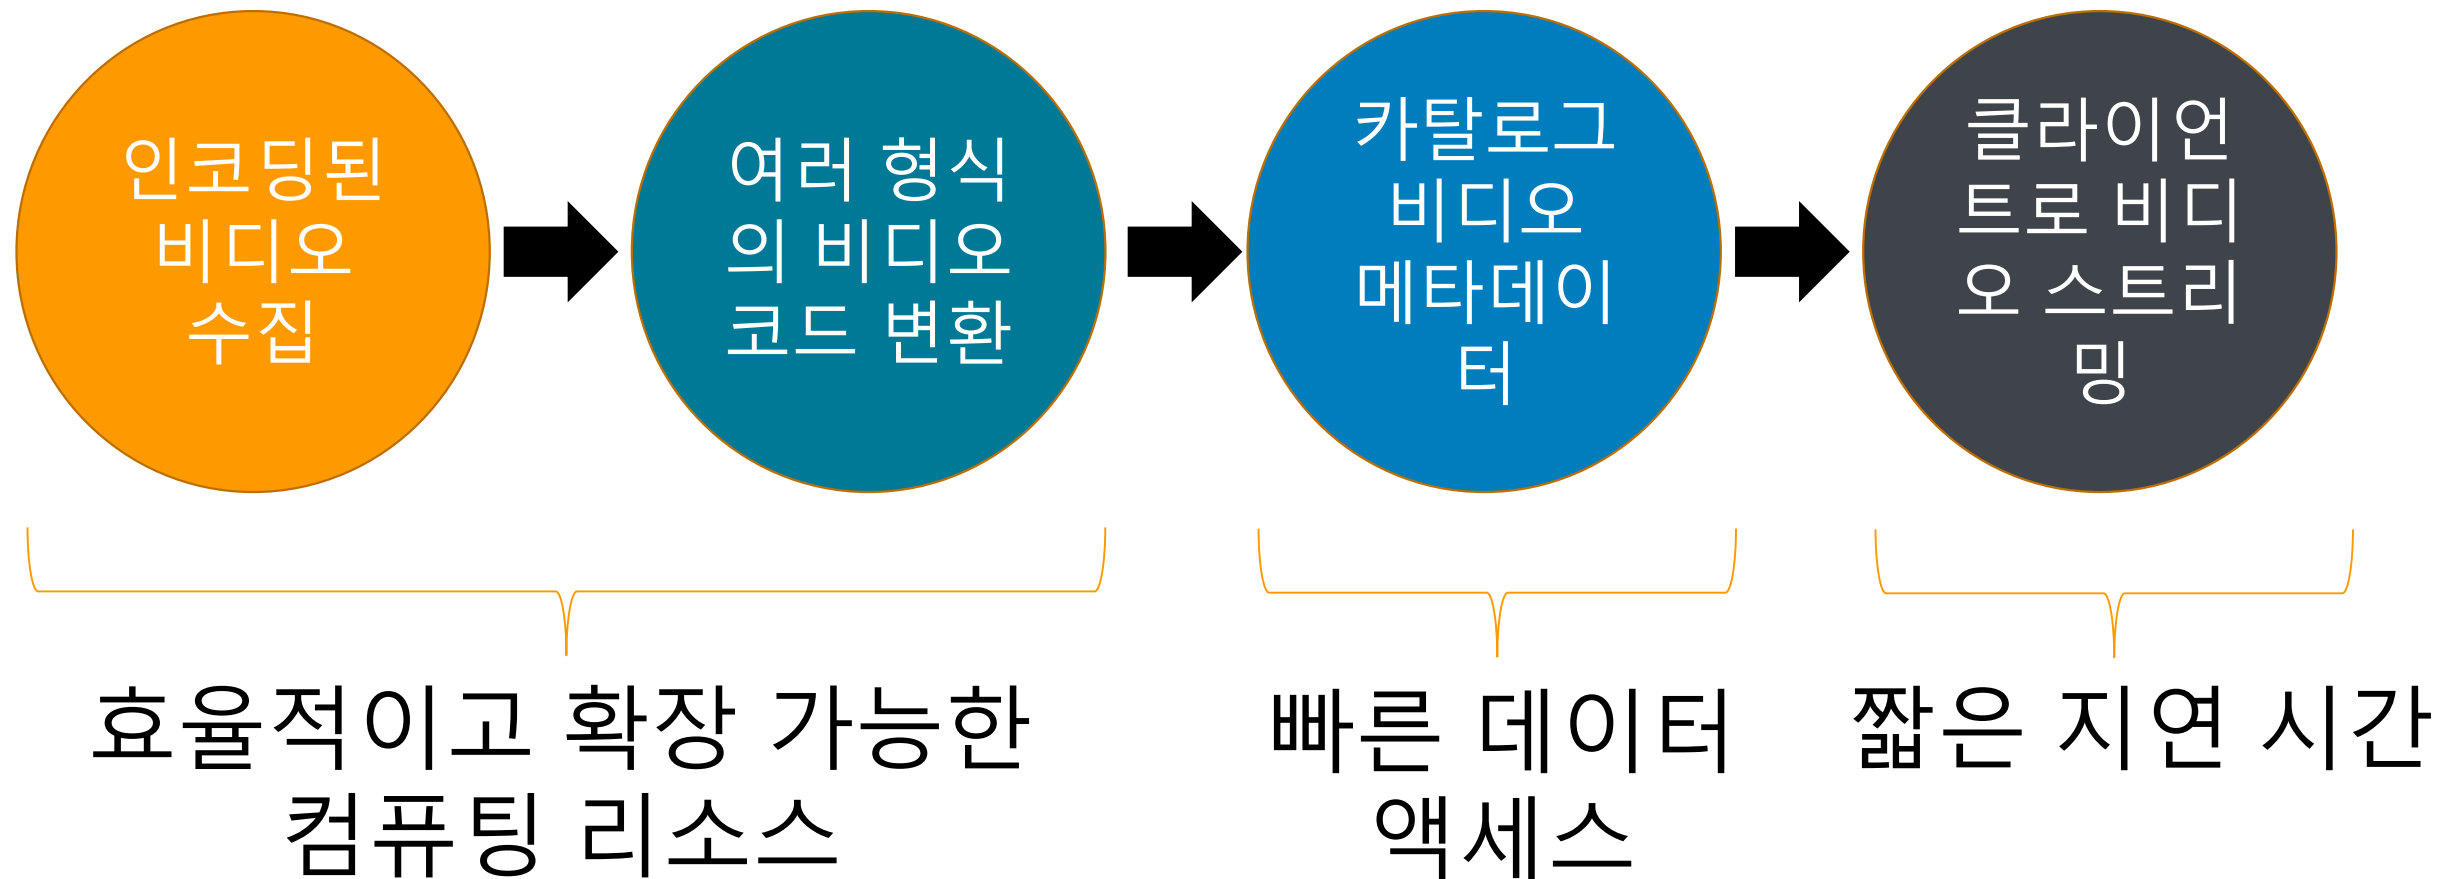 인코딩된
비디오
수집
여러 형식
의 비디오
코드 변환
카탈로그
비디오
메타데이
터
클라이언
트로 비디
오 스트리
밍
효율적이고 확장 가능한
컴퓨팅 리소스
빠른 데이터
액세스
짧은 지연 시간